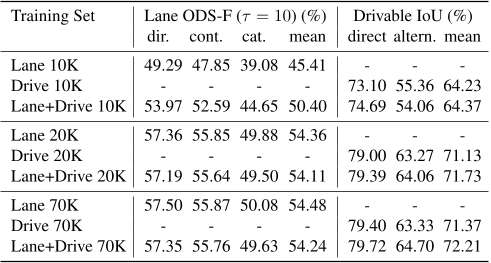 Training Set Lane ODS-F (τ = 10) (%) Drivable IoU (%)
dir. cont. cat. mean direct altern. mean
Lane 10K 49.29 47.85 39.08 45.41 - - -
Drive 10K - - - - 73.10 55.36 64.23
Lane+Drive 10K 53.97 52.59 44.65 50.40 74.69 54.06 64.37
Lane 20K 57.36 55.85 49.88 54.36 - - -
Drive 20K - - - - 79.00 63.27 71.13
Lane+Drive 20K 57.19 55.64 49.50 54.11 79.39 64.06 71.73
Lane 70K 57.50 55.87 50.08 54.48 - - -
Drive 70K - - - - 79.40 63.33 71.37
Lane+Drive 70K 57.35 55.76 49.63 54.24 79.72 64.70 72.21